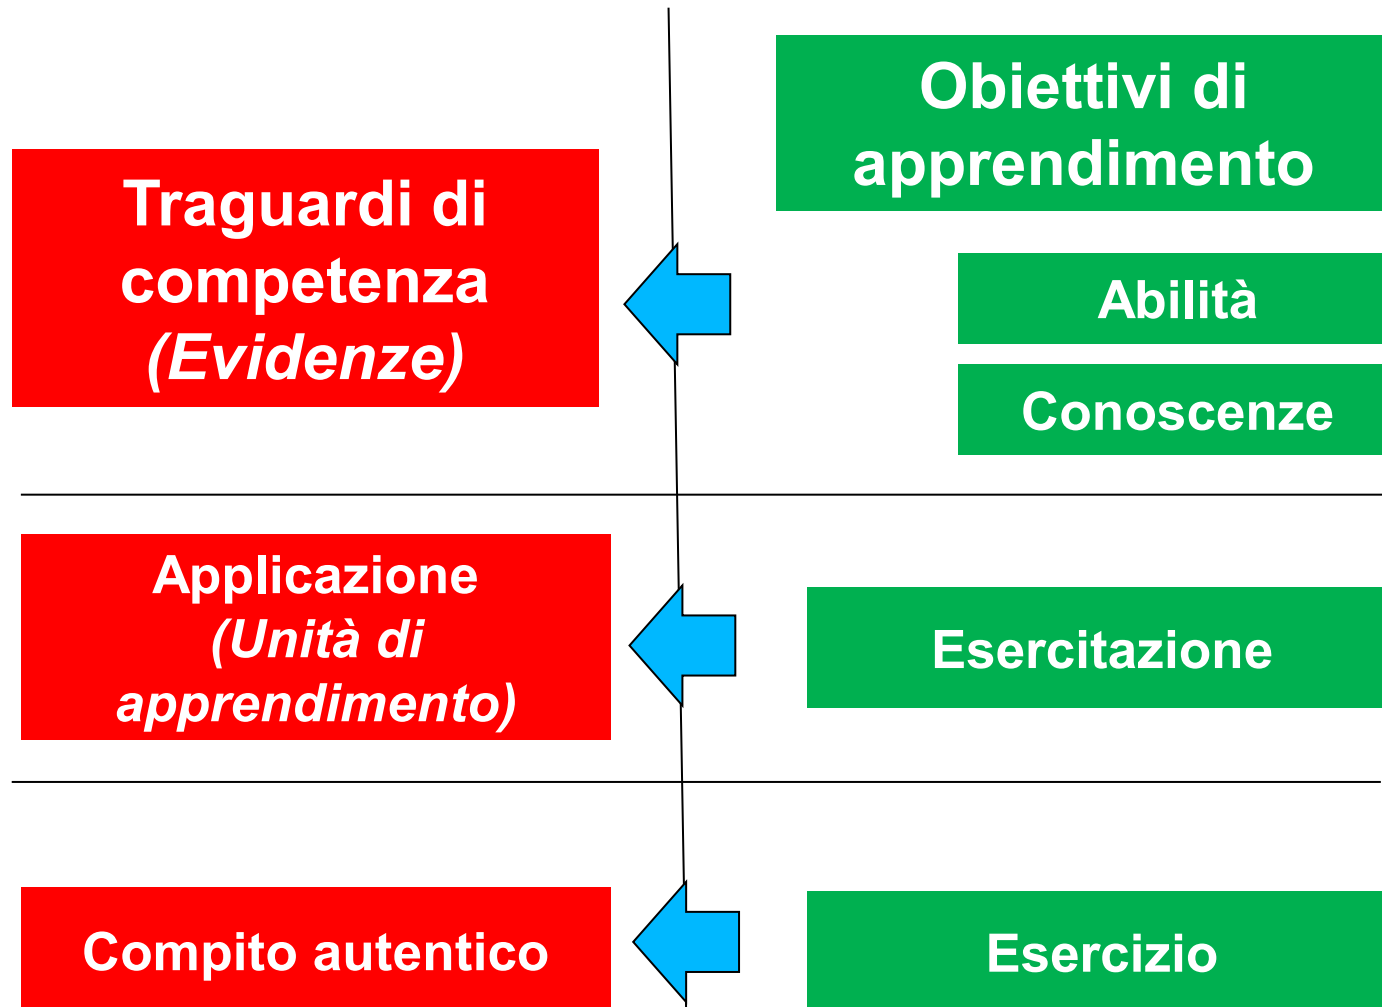 Obiettivi di
apprendimento
Traguardi di
competenza
(Evidenze)
Abilità
Conoscenze
Applicazione
(Unità di
apprendimento)
Esercitazione
Compito autentico
Esercizio